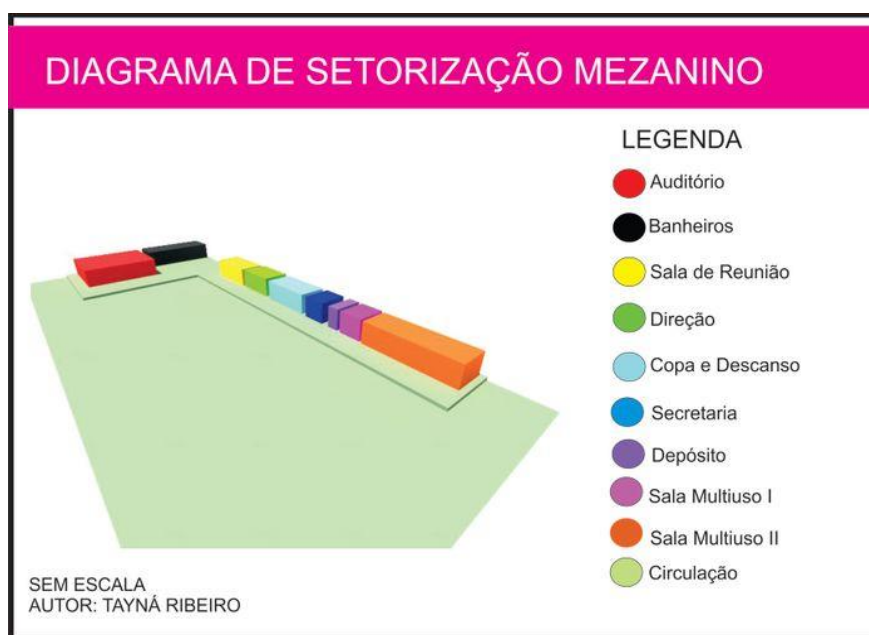 DIAGRAMA DE SETORIZAÇÃO MEZANINO
LEGENDA
Auditório
Banheiros
Sala de Reunião
Direção
Copa e Descanso
Secretaria
Depósito
Sala Multiuso I
Sala Multiuso II
Circulação
SEM ESCALA
AUTOR: TAYNÁ RIBEIRO